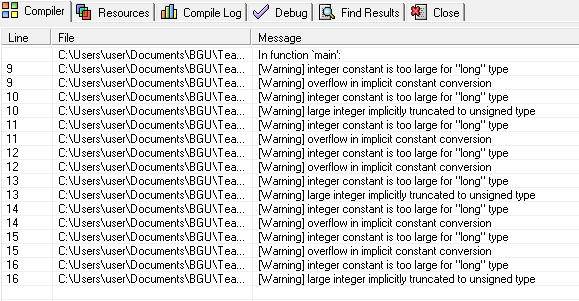 Compiler Resources Compile Log Debug Find Results Close
Line File Message
C:\Users\user\Documents\BGU\Tea... In function `main':
9 C:\Users\user\Documents\BGU\Tea... [Warning] integer constant is too large for "long" type
9 C:\Users\user\Documents\BGU\Tea... [Warning] overflow in implicit constant conversion
10 C:\Users\user\Documents\BGU\Tea... [Warning] integer constant is too large for "long" type
10 C:\Users\user\Documents\BGU\Tea... [Warning] large integer implicitly truncated to unsigned type
11 C:\Users\user\Documents\BGU\Tea... [Warning] integer constant is too large for "long" type
11 C:\Users\user\Documents\BGU\Tea... [Warning] overflow in implicit constant conversion
12 C:\Users\user\Documents\BGU\Tea... [Warning] integer constant is too large for "long" type
12 C:\Users\user\Documents\BGU\Tea... [Warning] overflow in implicit constant conversion
13 C:\Users\user\Documents\BGU\Tea... [Warning] integer constant is too large for "long" type
13 C:\Users\user\Documents\BGU\Tea... [Warning] large integer implicitly truncated to unsigned type
14 C:\Users\user\Documents\BGU\Tea... [Warning] integer constant is too large for "long" type
14 C:\Users\user\Documents\BGU\Tea... [Warning] overflow in implicit constant conversion
15 C:\Users\user\Documents\BGU\Tea... [Warning] integer constant is too large for "long" type
15 C:\Users\user\Documents\BGU\Tea... [Warning] overflow in implicit constant conversion
16 C:\Users\user\Documents\BGU\Tea... [Warning] integer constant is too large for "long" type
16 C:\Users\user\Documents\BGU\Tea... [Warning] large integer implicitly truncated to unsigned type